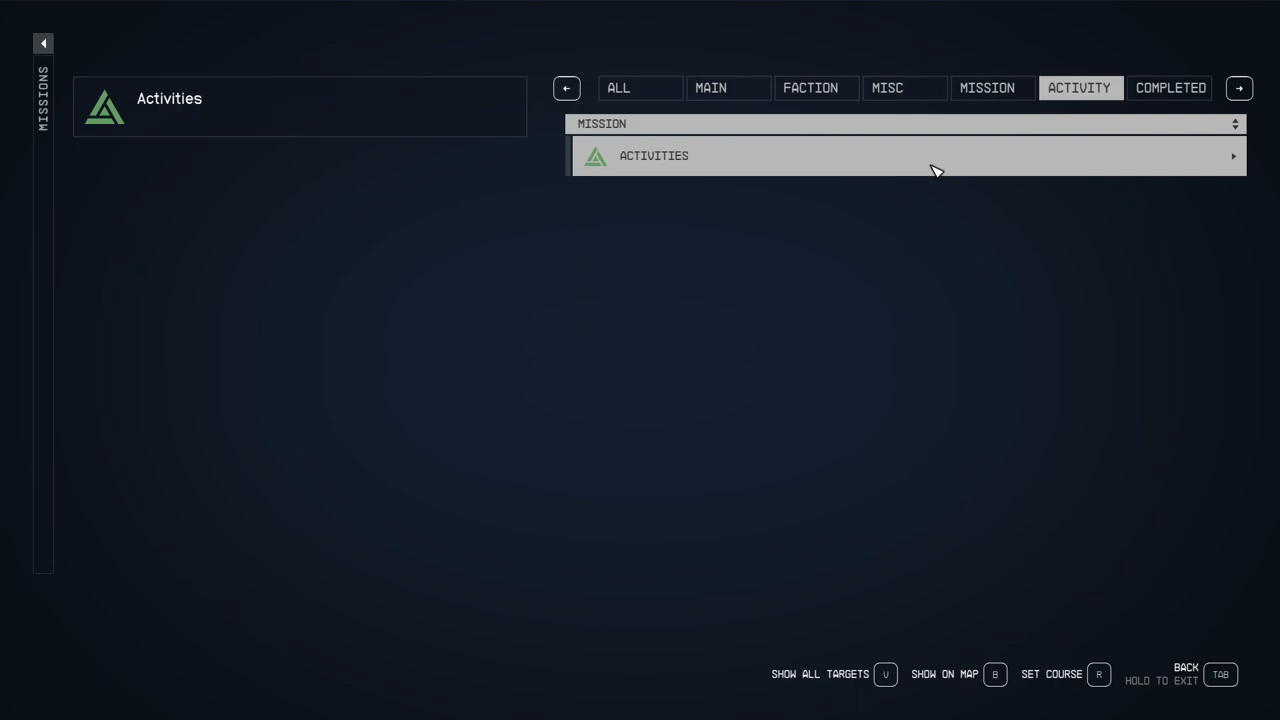 MISSIONS
Activities
ALL
MAIN
FACTION
MISC
MISSION
ACTIVITY
COMPLETED
MISSION
ACTIVITIES
SHOW ALL TARGETS V
SHOW ON MAP B
SET COURSE R
BACK
HOLD TO EXIT
TAB